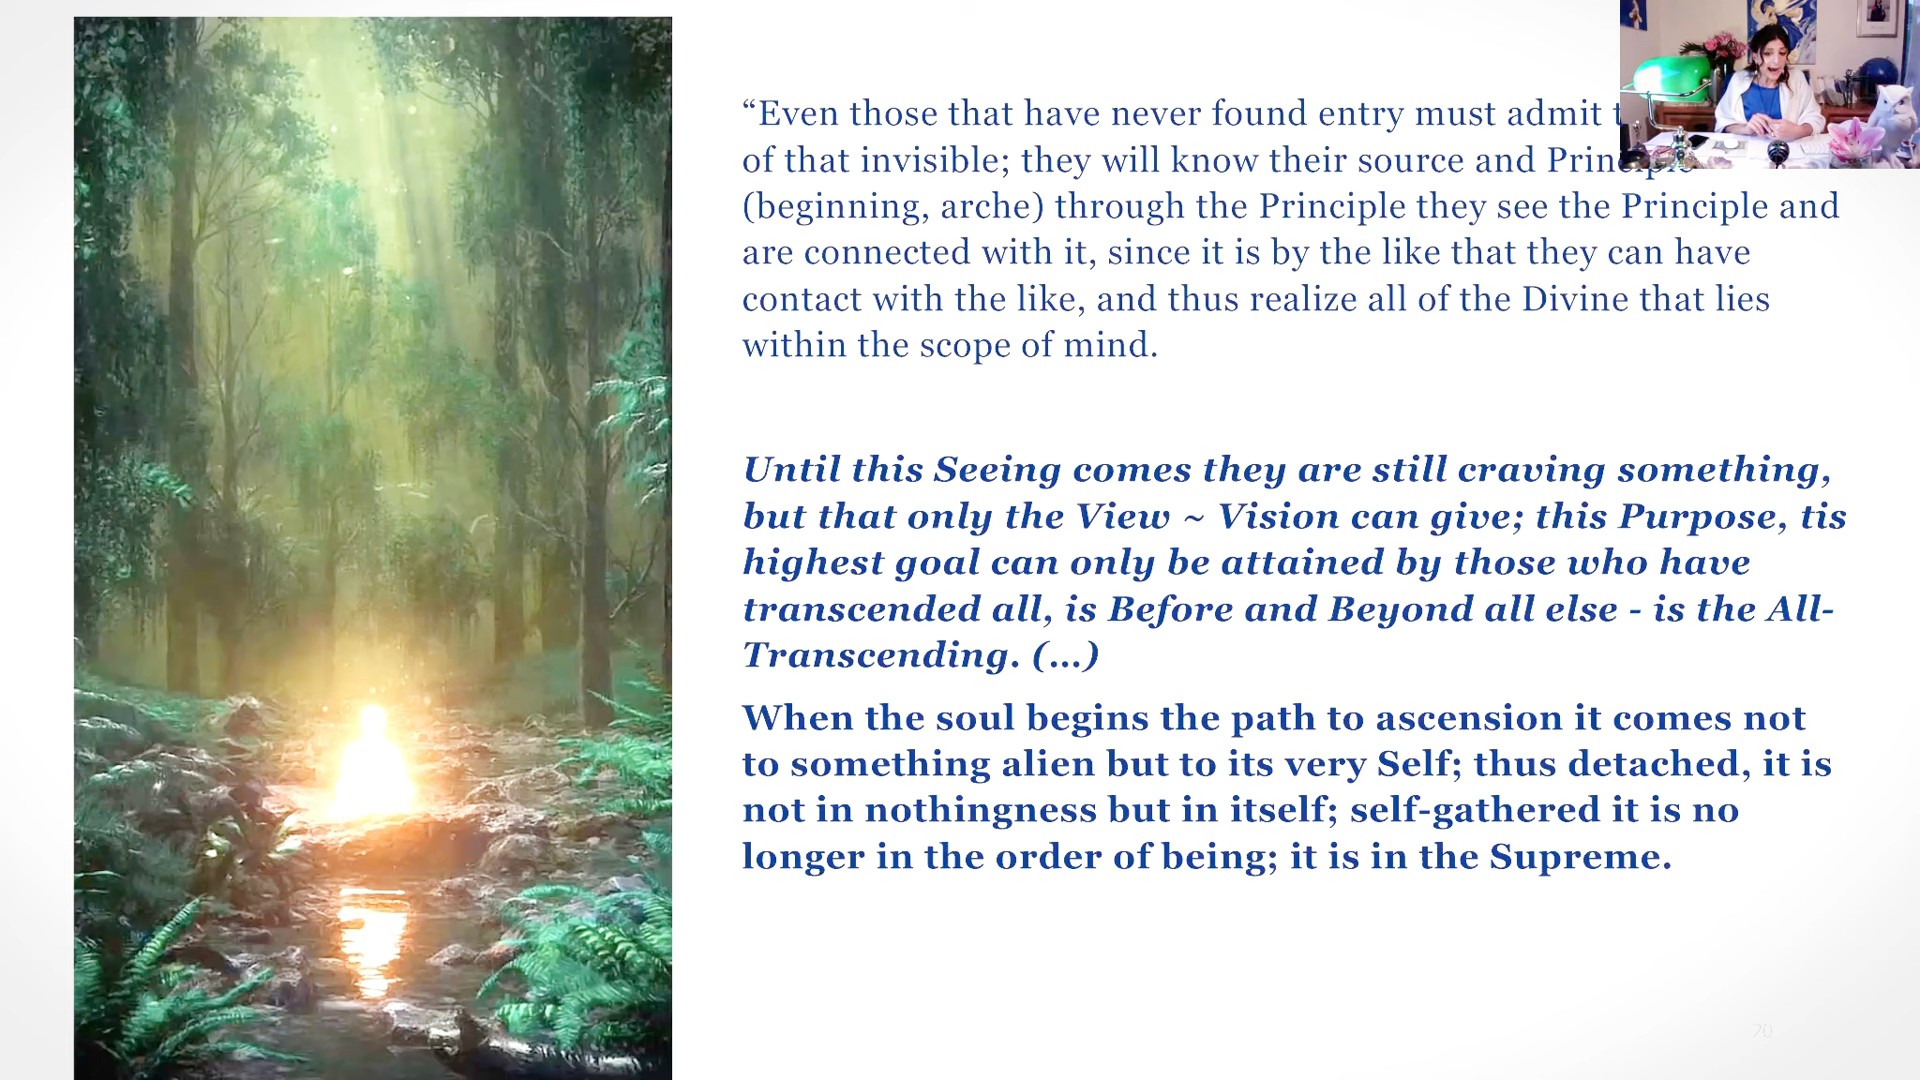 “Even those that have never found entry must admit
of that invisible; they will know their source and Principle
(beginning, arche) through the Principle they see the Principle and
are connected with it, since it is by the like that they can have
contact with the like, and thus realize all of the Divine that lies
within the scope of mind.
Until this Seeing comes they are still craving something,
but that only the View ~ Vision can give; this Purpose, tis
highest goal can only be attained by those who have
transcended all, is Before and Beyond all else - is the All-
Transcending. (...)
When the soul begins the path to ascension it comes not
to something alien but to its very Self; thus detached, it is
not in nothingness but in itself; self-gathered it is no
longer in the order of being; it is in the Supreme.
20